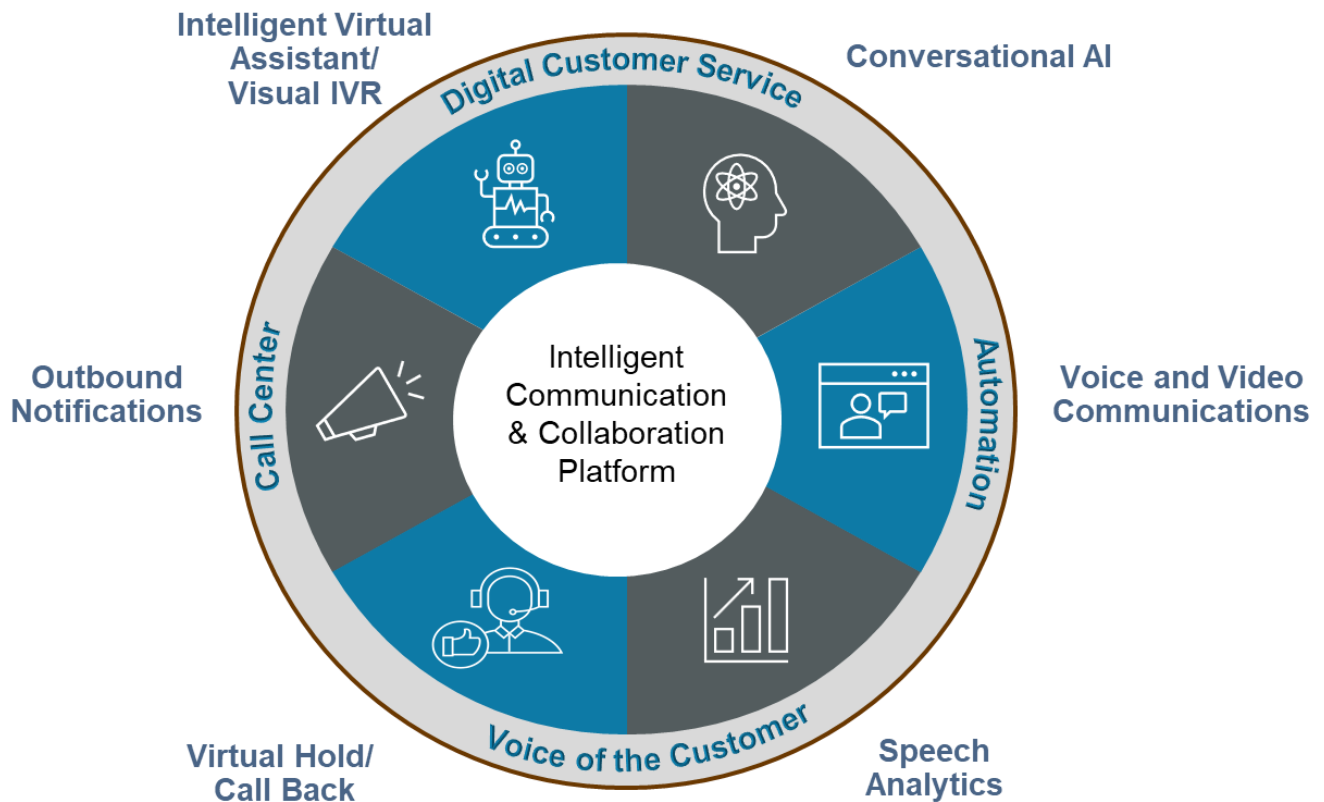 Intelligent Virtual
Assistant/
Visual IVR
Conversational AI
Digital Customer Service
Outbound
Notifications
Call Center
Intelligent
Communication
& Collaboration
Platform
Automation
Voice and Video
Communications
Voice of the Customer
Virtual Hold/
Call Back
Speech
Analytics